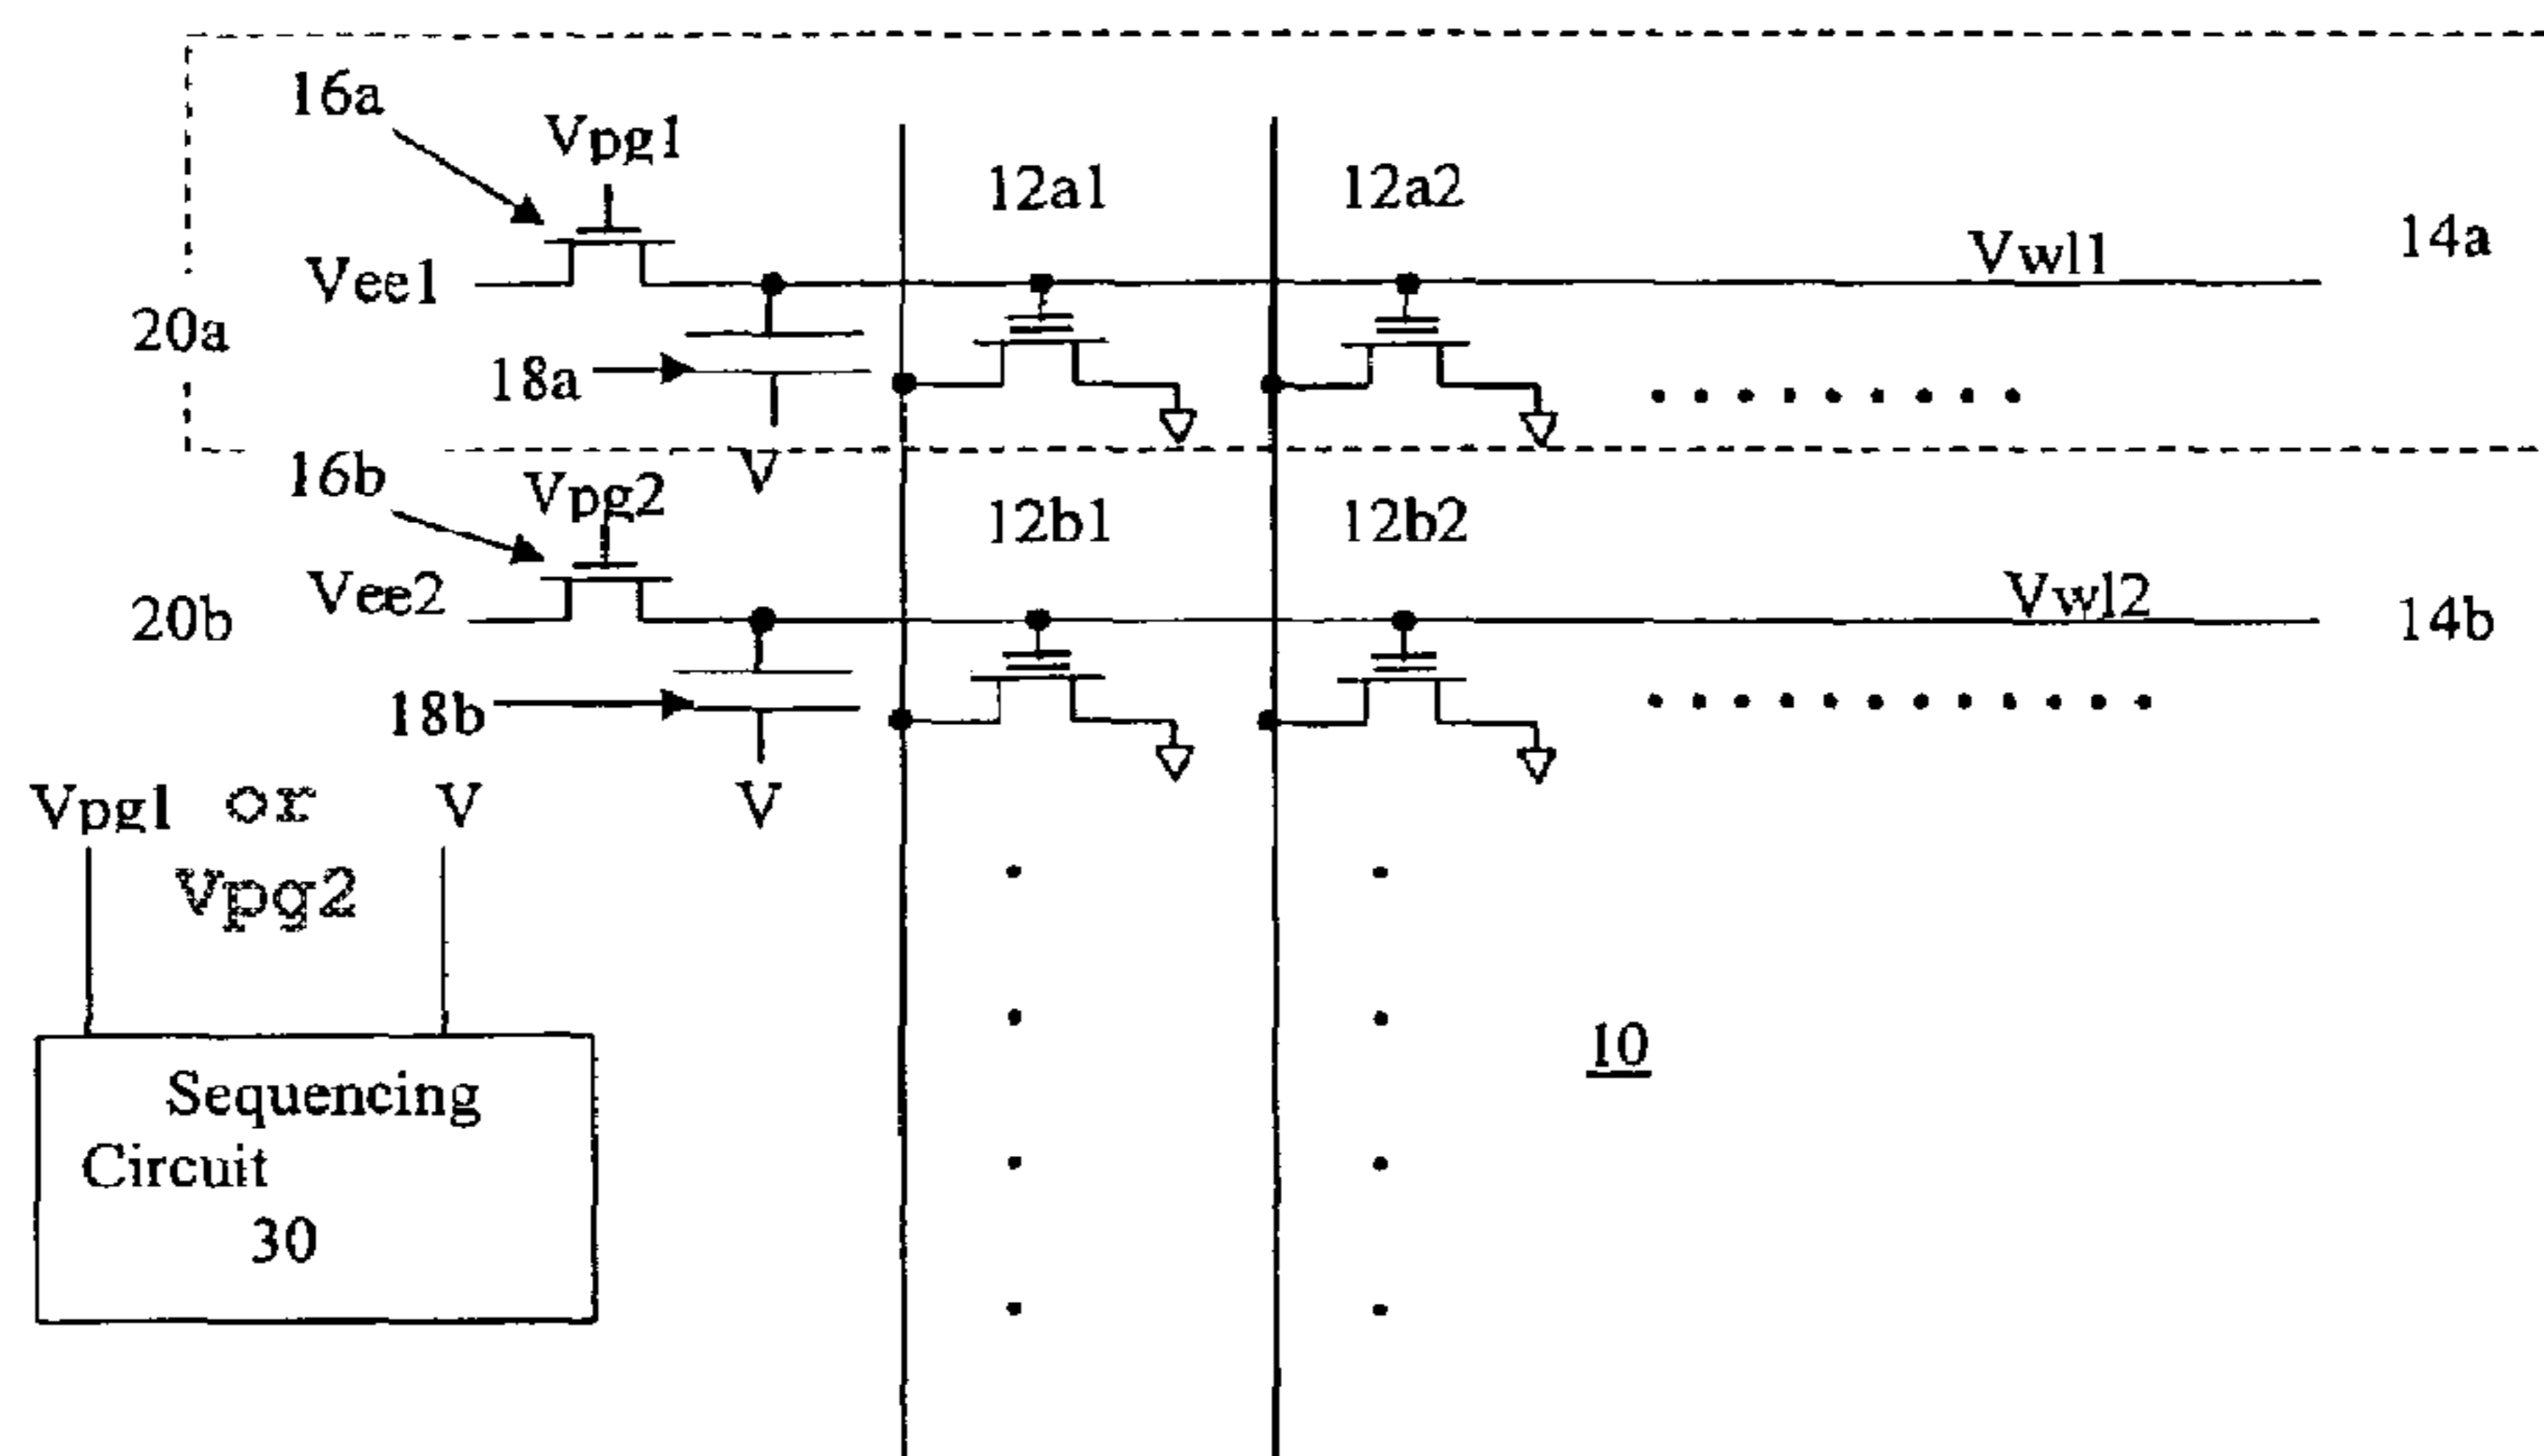 16a
Vpg1
12a1
12a2
Vwl1
14a
Vee1
20a
18a
V
16b
Vpg2
12b1
12b2
Vee2
Vwl2
20b
14b
18b
Vpg1 or
Vpg2
V
V
10
Sequencing
Circuit
30